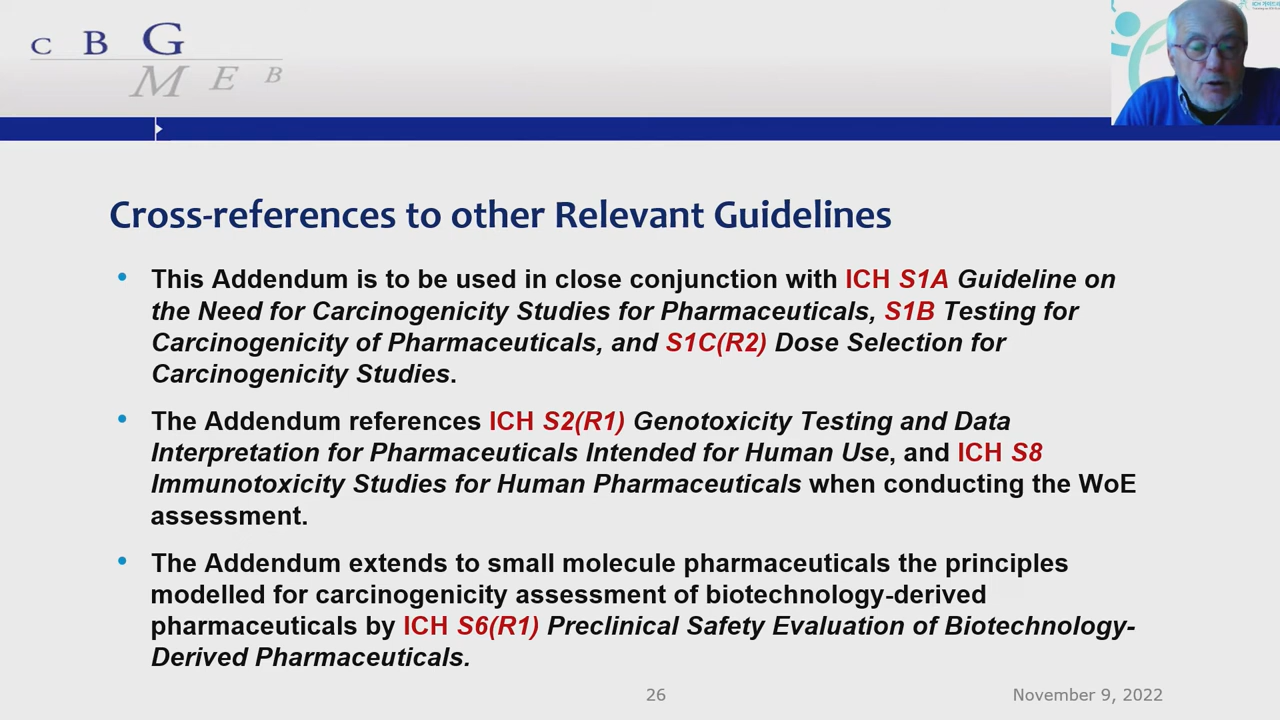 C B G
M E B
Cross-references to other Relevant Guidelines
• This Addendum is to be used in close conjunction with ICH S1A Guideline on
the Need for Carcinogenicity Studies for Pharmaceuticals, S1B Testing for
Carcinogenicity of Pharmaceuticals, and S1C(R2) Dose Selection for
Carcinogenicity Studies.
• The Addendum references ICH S2(R1) Genotoxicity Testing and Data
Interpretation for Pharmaceuticals Intended for Human Use, and ICH S8
Immunotoxicity Studies for Human Pharmaceuticals when conducting the WoE
assessment.
• The Addendum extends to small molecule pharmaceuticals the principles
modelled for carcinogenicity assessment of biotechnology-derived
pharmaceuticals by ICH S6(R1) Preclinical Safety Evaluation of Biotechnology-
Derived Pharmaceuticals.
26
November 9, 2022